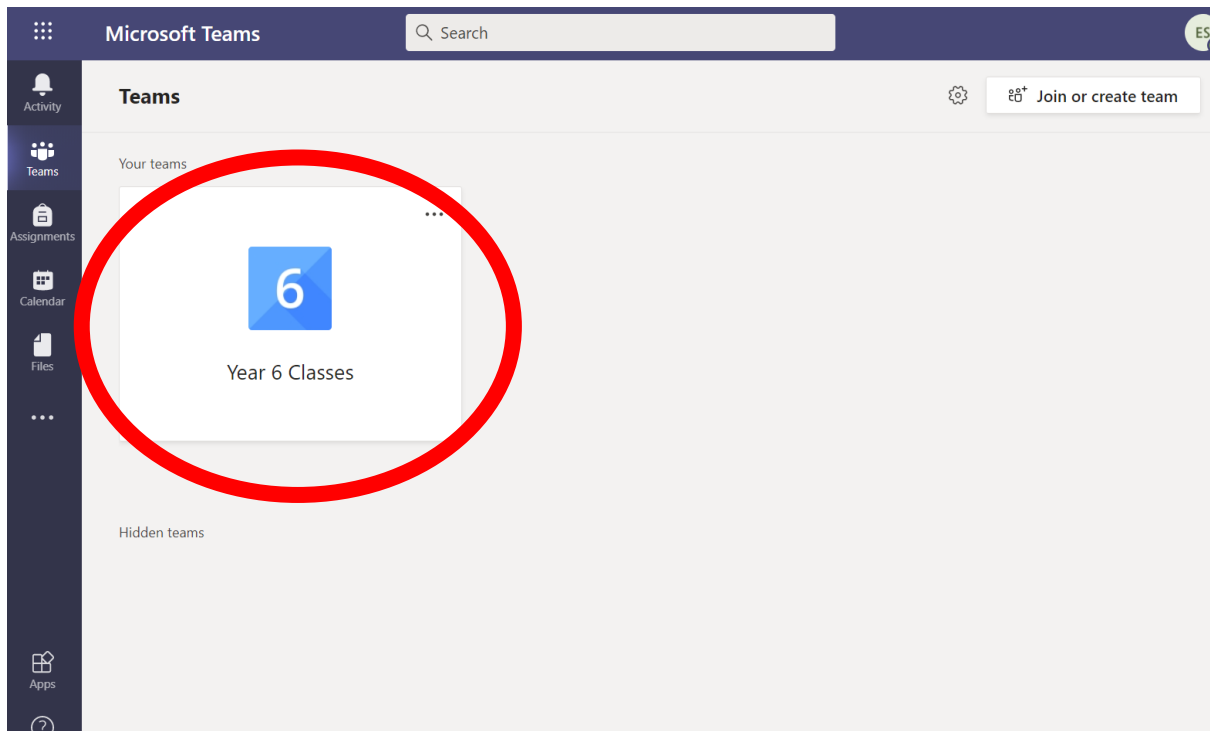 Microsoft Teams
Search
ES
Activity
Teams
Assignments
Calendar
Files
Apps
Teams
Join or create team
Your teams
6
Year 6 Classes
Hidden teams